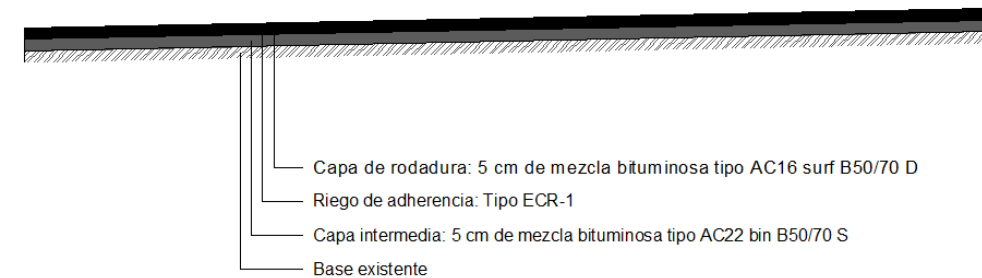 Capa de rodadura: 5 cm de mezcla bituminosa tipo AC16 surf B50/70 D
Riego de adherencia: Tipo ECR-1
Capa intermedia: 5 cm de mezcla bituminosa tipo AC22 bin B50/70 S
Base existente